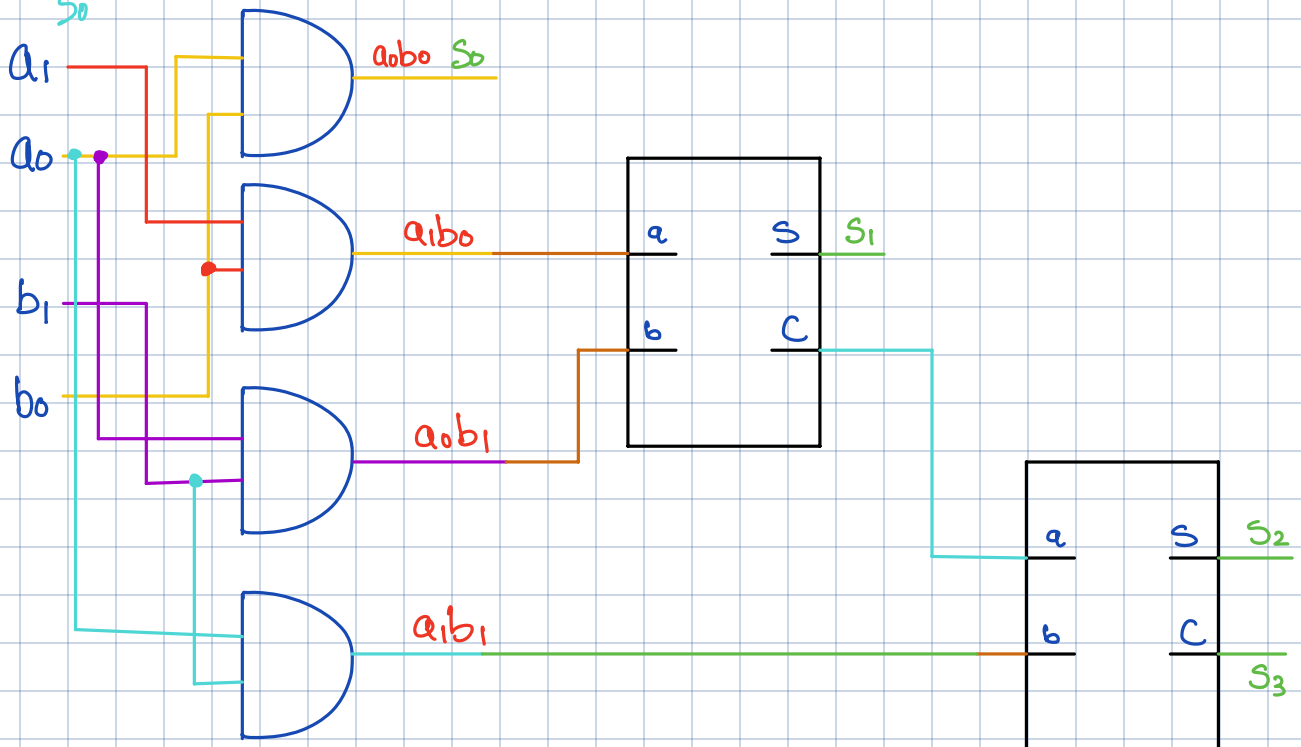 S₀
a₁
a₀b₀ S₀
a₀
a₁b₀
a S S₁
b₁
b C
b₀
a₀b₁
a S S₂
a₁b₁
b C
S₃